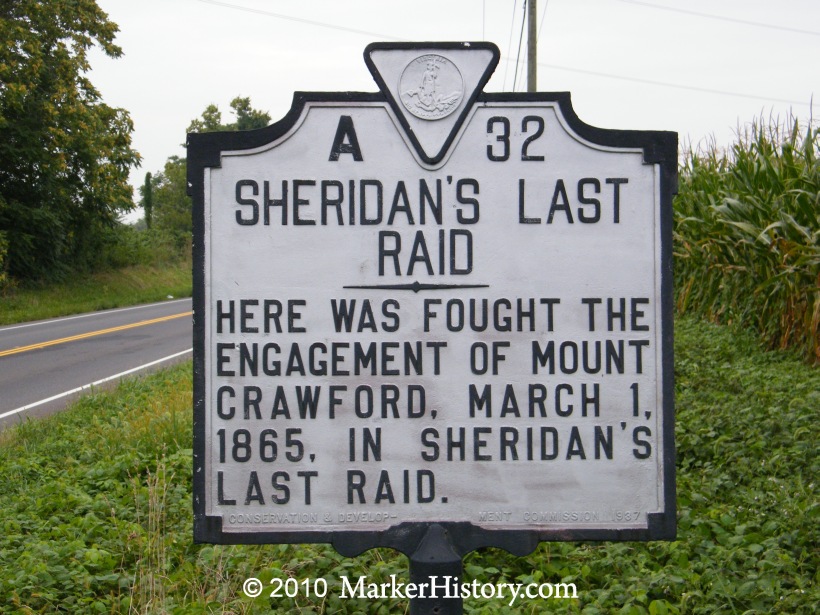 A 32
SHERIDAN'S LAST
RAID
HERE WAS FOUGHT THE
ENGAGEMENT OF MOUNT
CRAWFORD, MARCH 1,
1865, IN SHERIDAN'S
LAST RAID.
CONSERVATION & DEVELOP- MENT COMMISSION 1937
© 2010 MarkerHistory.com